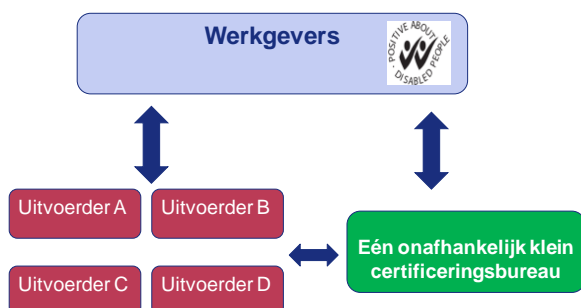 Werkgevers
- POSITIVE ABOUT
- DISABLED PEOPLE
Uitvoerder A
Uitvoerder B
Uitvoerder C
Uitvoerder D
Eén onafhankelijk klein
certificeringsbureau